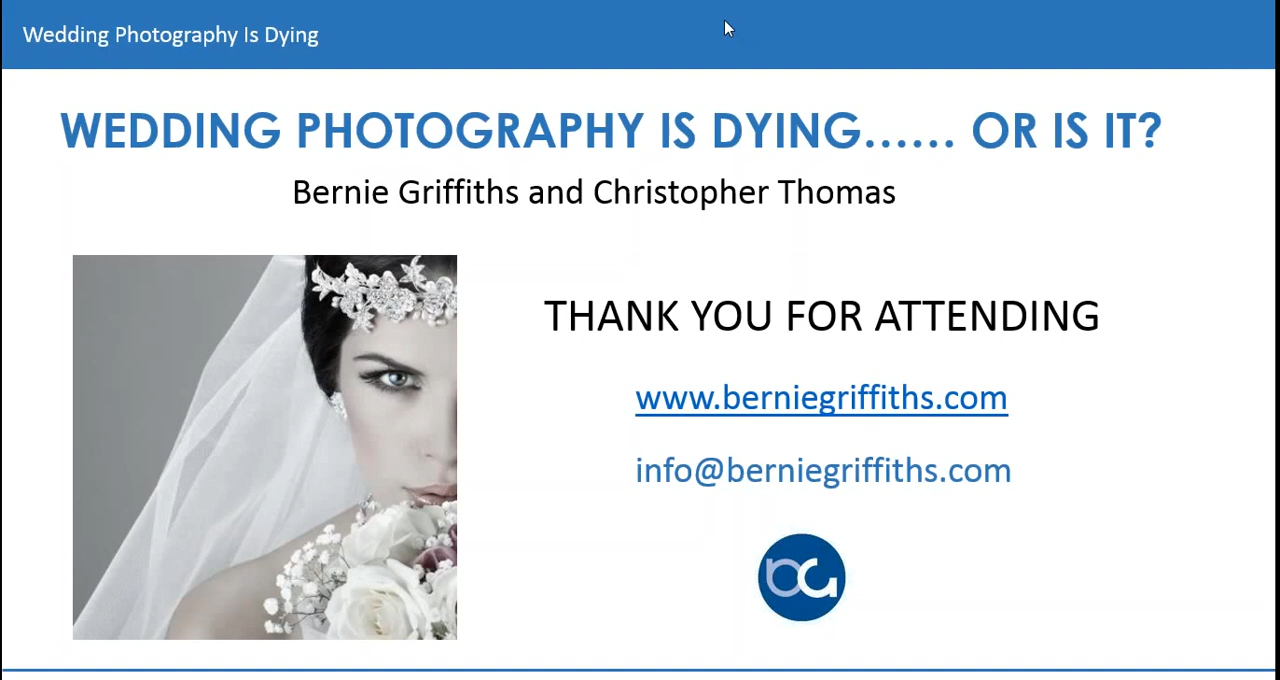 Wedding Photography Is Dying
WEDDING PHOTOGRAPHY IS DYING…… OR IS IT?
Bernie Griffiths and Christopher Thomas
THANK YOU FOR ATTENDING
www.berniegriffiths.com
info@berniegriffiths.com
bG